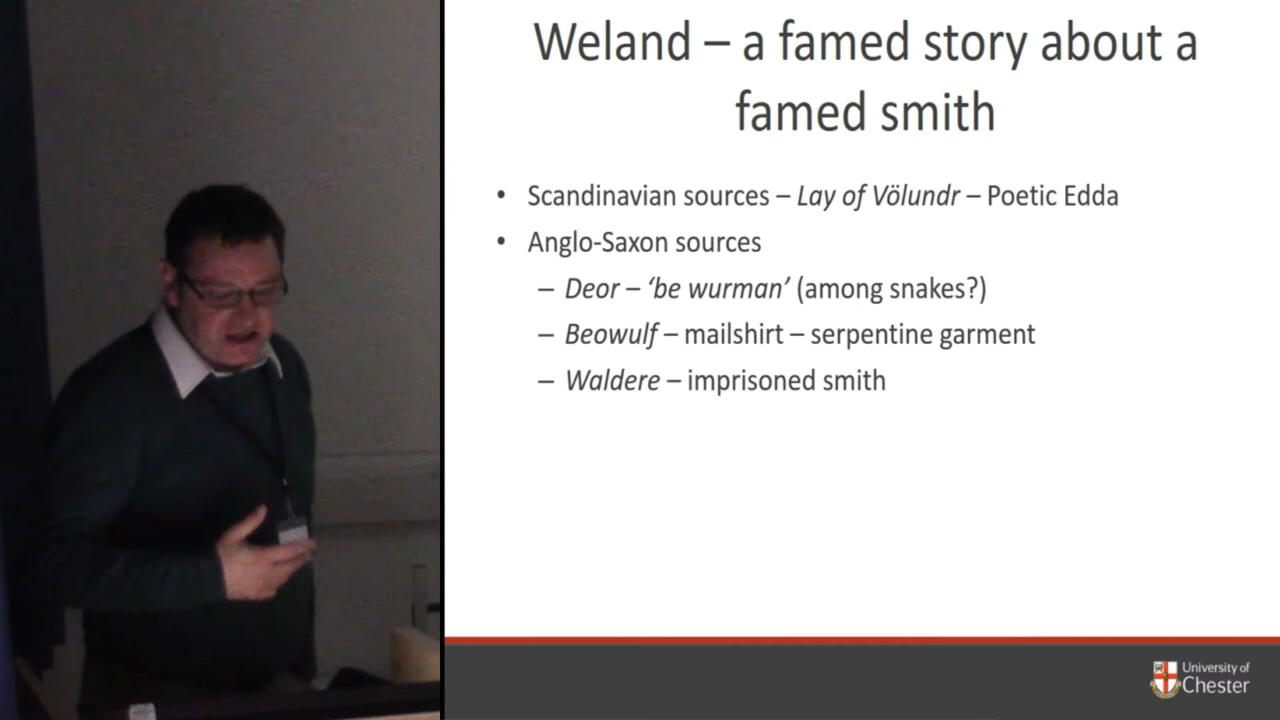 Weland – a famed story about a
famed smith
• Scandinavian sources – Lay of Völundr – Poetic Edda
• Anglo-Saxon sources
– Deor – ‘be wurman’ (among snakes?)
– Beowulf – mailshirt – serpentine garment
– Waldere – imprisoned smith
University of
Chester